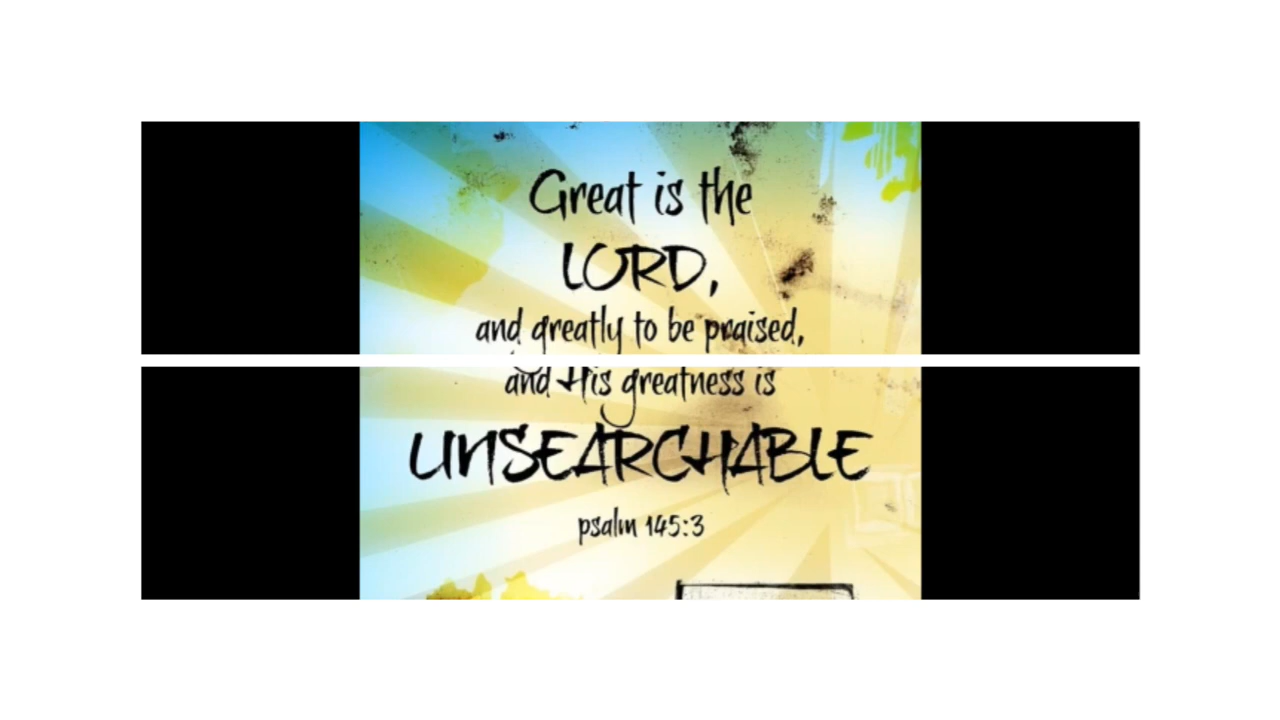 Great is the
LORD,
and greatly to be praised,
and His greatness is
UNSEARCHABLE
psalm 145:3